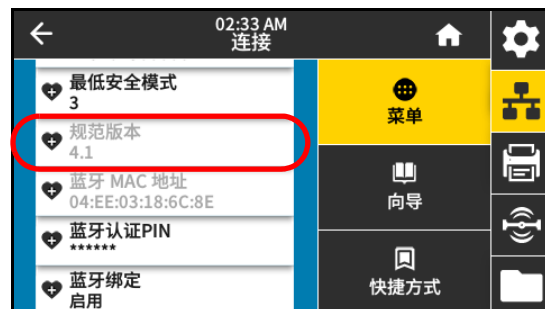 02:33 AM
连接
最低安全模式
3
规范版本
4.1
蓝牙 MAC 地址
04:EE:03:18:6C:8E
蓝牙认证PIN
******
蓝牙绑定
启用
菜单
向导
快捷方式